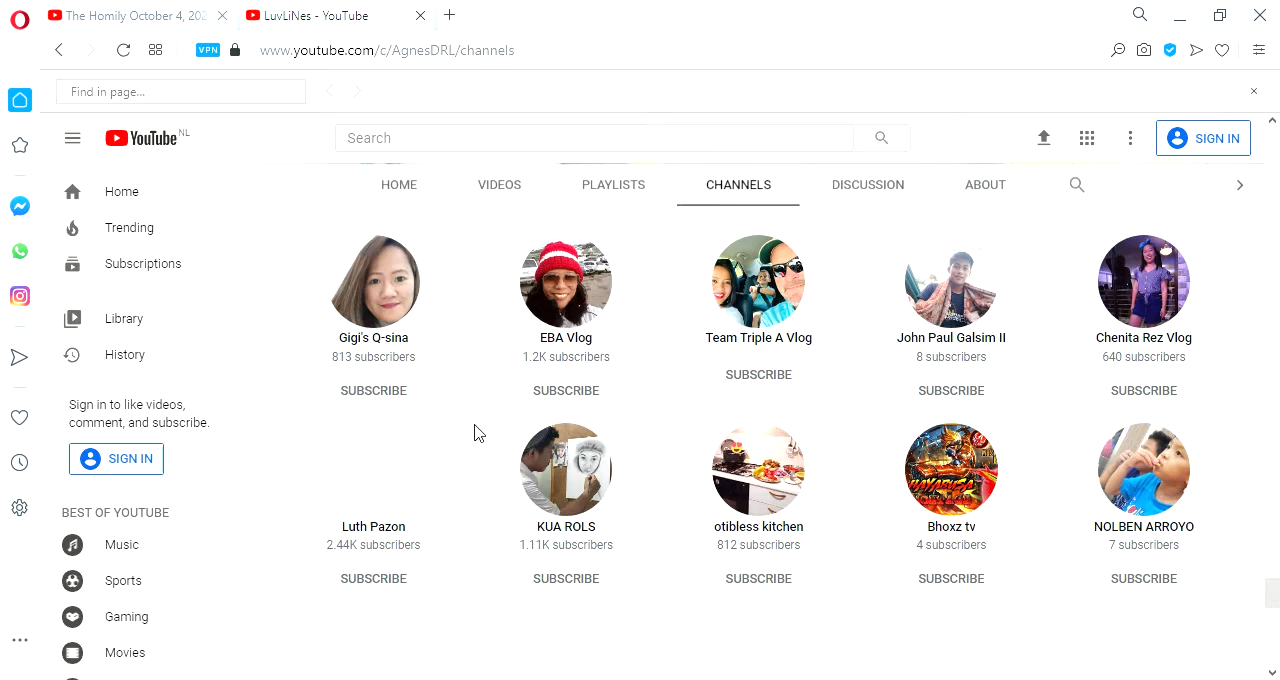 The Homily October 4, 202
LuvLiNes - YouTube
VPN
www.youtube.com/c/AgnesDRL/channels
Find in page...
YouTube NL
Search
SIGN IN
HOME VIDEOS PLAYLISTS CHANNELS DISCUSSION ABOUT
Home
Trending
Subscriptions
Library
History
Sign in to like videos,
comment, and subscribe.
SIGN IN
BEST OF YOUTUBE
Music
Sports
Gaming
Movies
Gigi's Q-sina
813 subscribers
SUBSCRIBE
EBA Vlog
1.2K subscribers
SUBSCRIBE
Team Triple A Vlog
SUBSCRIBE
John Paul Galsim II
8 subscribers
SUBSCRIBE
Chenita Rez Vlog
640 subscribers
SUBSCRIBE
Luth Pazon
2.44K subscribers
SUBSCRIBE
KUA ROLS
1.11K subscribers
SUBSCRIBE
otibless kitchen
812 subscribers
SUBSCRIBE
HAYABUSA
Bhoxz tv
4 subscribers
SUBSCRIBE
NOLBEN ARROYO
7 subscribers
SUBSCRIBE